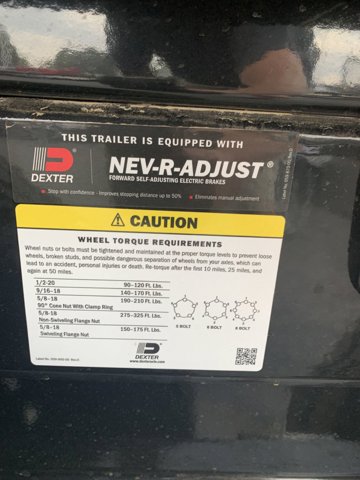 THIS TRAILER IS EQUIPPED WITH
DEXTER
NEV-R-ADJUST®
FORWARD SELF-ADJUSTING ELECTRIC BRAKES
• Stop with confidence • Improves stopping distance up to 50% • Eliminates manual adjustment
⚠ CAUTION
WHEEL TORQUE REQUIREMENTS
Wheel nuts or bolts must be tightened and maintained at the proper torque levels to prevent loose
wheels, broken studs, and possible dangerous separation of wheels from your axles, which can
lead to an accident, personal injuries or death. Re-torque after the first 10 miles, 25 miles, and
again at 50 miles.
1/2-20 90-120 Ft. Lbs.
9/16-18 140-170 Ft. Lbs.
5/8-18 190-210 Ft. Lbs.
90° Cone Nut With Clamp Ring
5/8-18 275-325 Ft. Lbs.
Non-Swiveling Flange Nut
5/8-18 150-175 Ft. Lbs.
Swiveling Flange Nut
5 BOLT 6 BOLT 8 BOLT
DEXTER
www.dexteraxle.com